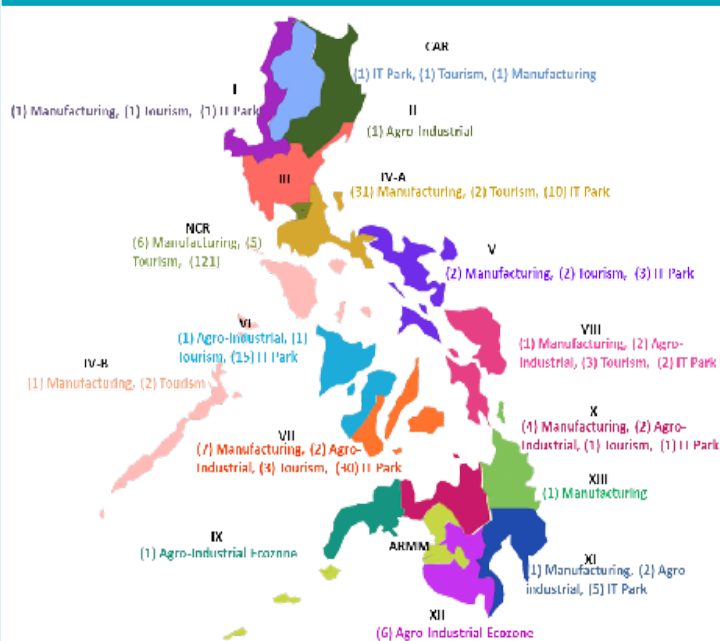 CAR
(1) IT Park, (1) Tourism, (1) Manufacturing
I
(1) Manufacturing, (1) Tourism, (1) IT Park
II
(1) Agro-Industrial
III
IV-A
(31) Manufacturing, (2) Tourism, (10) IT Park
NCR
(6) Manufacturing, (5)
Tourism, (121)
V
(2) Manufacturing, (2) Tourism, (3) IT Park
VI
(1) Agro-Industrial, (1)
Tourism, (15) IT Park
VIII
(1) Manufacturing, (2) Agro-
Industrial, (3) Tourism, (2) IT Park
IV-B
(1) Manufacturing, (2) Tourism
X
(4) Manufacturing, (2) Agro-
Industrial, (1) Tourism, (1) IT Park
VII
(7) Manufacturing, (2) Agro-
Industrial, (3) Tourism, (30) IT Park
XIII
(1) Manufacturing
IX
(1) Agro-Industrial Ecozone
ARMM
XI
(1) Manufacturing, (2) Agro
industrial, (5) IT Park
XII
(6) Agro Industrial Ecozone